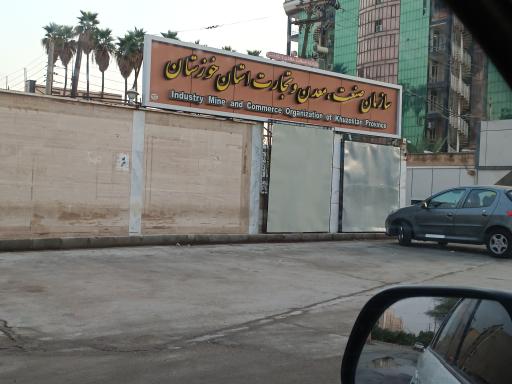 سازمان صنعت، معدن و تجارت استان خوزستان
Industry Mine and Commerce Organization of Khuzestan Province